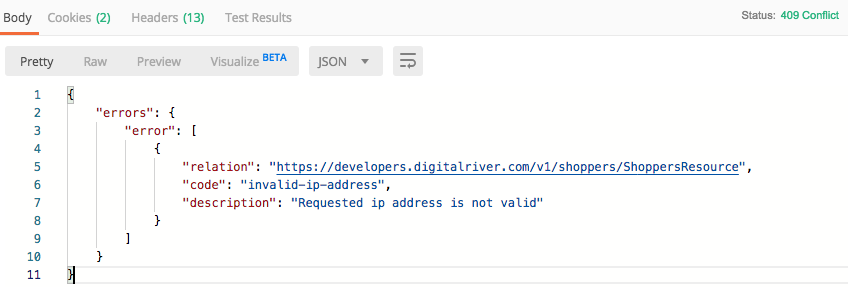 Body Cookies (2) Headers (13) Test Results Status: 409 Conflict
Pretty Raw Preview Visualize BETA JSON
1 {
2 "errors": {
3 "error": [
4 {
5 "relation": "https://developers.digitalriver.com/v1/shoppers/ShoppersResource",
6 "code": "invalid-ip-address",
7 "description": "Requested ip address is not valid"
8 }
9 ]
10 }
11 }